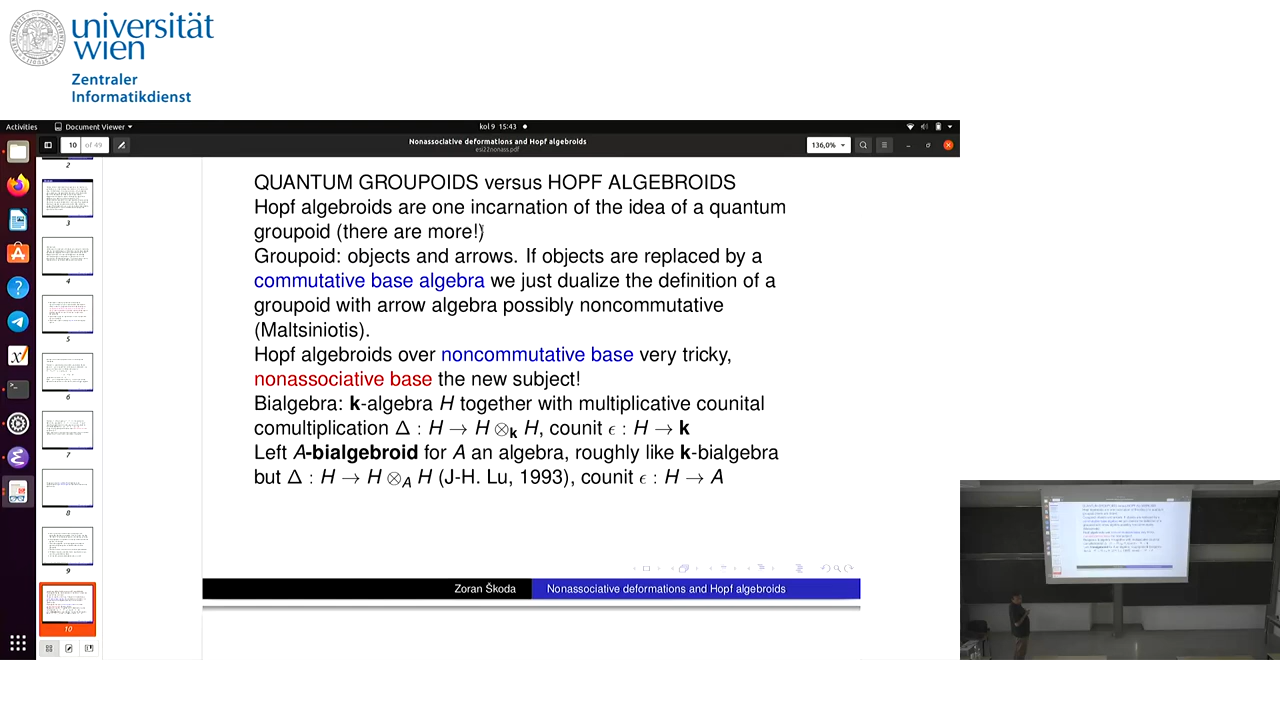 universität
wien
Zentraler
Informatikdienst
Activities Document Viewer kol 9 15:43
10 of 49 Nonassociative deformations and Hopf algebroids 136,0%
esi22nonass.pdf
QUANTUM GROUPOIDS versus HOPF ALGEBROIDS
Hopf algebroids are one incarnation of the idea of a quantum
groupoid (there are more!)
Groupoid: objects and arrows. If objects are replaced by a
commutative base algebra we just dualize the definition of a
groupoid with arrow algebra possibly noncommutative
(Maltsiniotis).
Hopf algebroids over noncommutative base very tricky,
nonassociative base the new subject!
Bialgebra: k-algebra H together with multiplicative counital
comultiplication Δ : H → H ⊗ₖ H, counit ϵ : H → k
Left A-bialgebroid for A an algebra, roughly like k-bialgebra
but Δ : H → H ⊗_A H (J-H. Lu, 1993), counit ϵ : H → A
Zoran Škoda Nonassociative deformations and Hopf algebroids
2
3
4
5
6
7
8
9
10